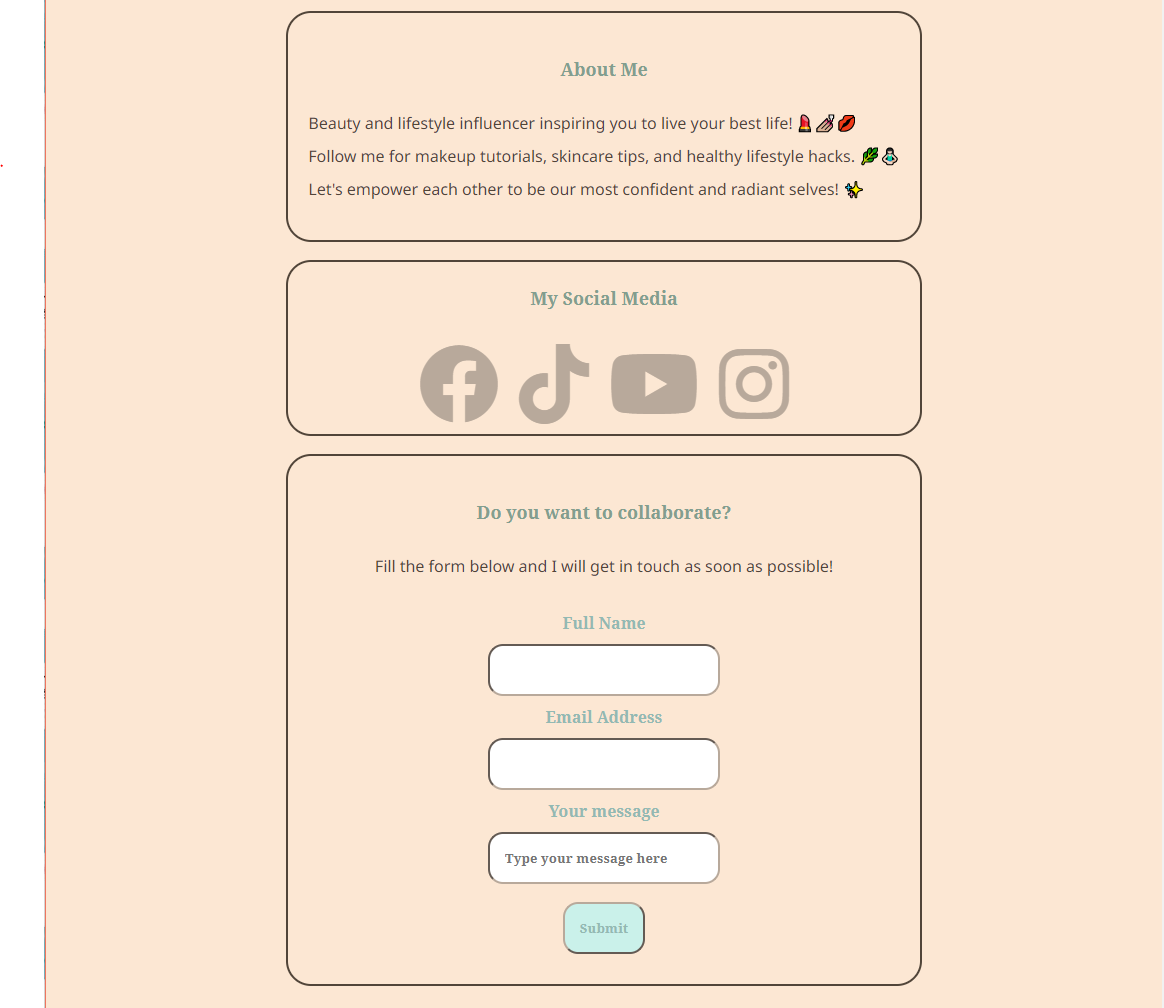 About Me
Beauty and lifestyle influencer inspiring you to live your best life! 💄💅💋
Follow me for makeup tutorials, skincare tips, and healthy lifestyle hacks. 🌿🧘
Let's empower each other to be our most confident and radiant selves! ✨
My Social Media
Do you want to collaborate?
Fill the form below and I will get in touch as soon as possible!
Full Name
Email Address
Your message
Type your message here
Submit